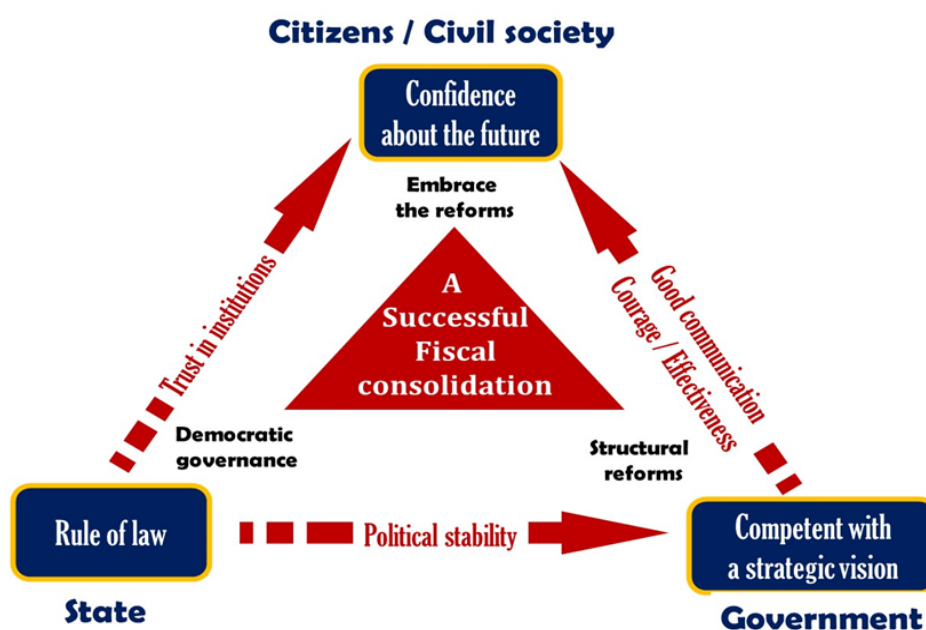 Citizens / Civil society
Confidence
about the future
Embrace
the reforms
Trust in institutions
Good communication
Courage / Effectiveness
A
Successful
Fiscal
consolidation
Democratic
governance
Structural
reforms
Rule of law
Political stability
Competent with
a strategic vision
State
Government